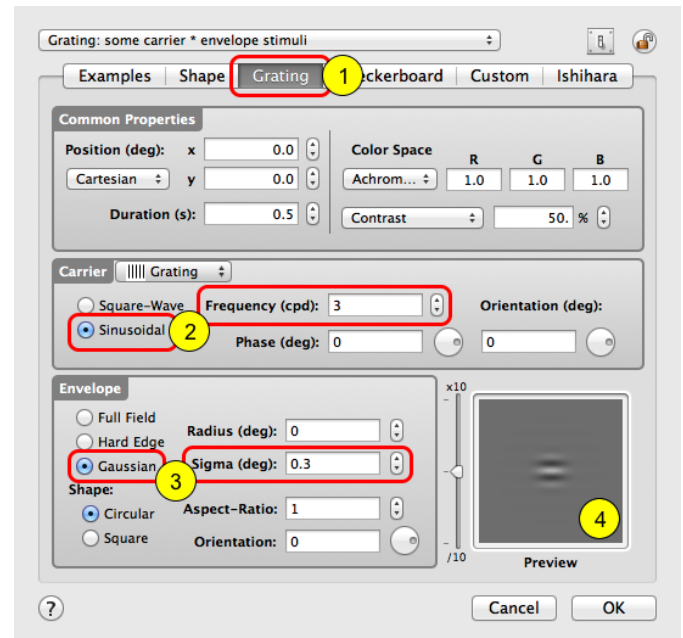 Grating: some carrier * envelope stimuli
Examples Shape Grating 1 eckerboard Custom Ishihara
Common Properties
Position (deg): x 0.0 Color Space R G B
Cartesian y 0.0 Achrom... 1.0 1.0 1.0
Duration (s): 0.5 Contrast 50. %
Carrier Grating
Square-Wave Frequency (cpd): 3 Orientation (deg):
Sinusoidal 2 Phase (deg): 0 0
Envelope x10
Full Field
Radius (deg): 0
Hard Edge
Gaussian Sigma (deg): 0.3
3
Shape:
Circular Aspect-Ratio: 1 4
Square Orientation: 0
/10 Preview
? Cancel OK